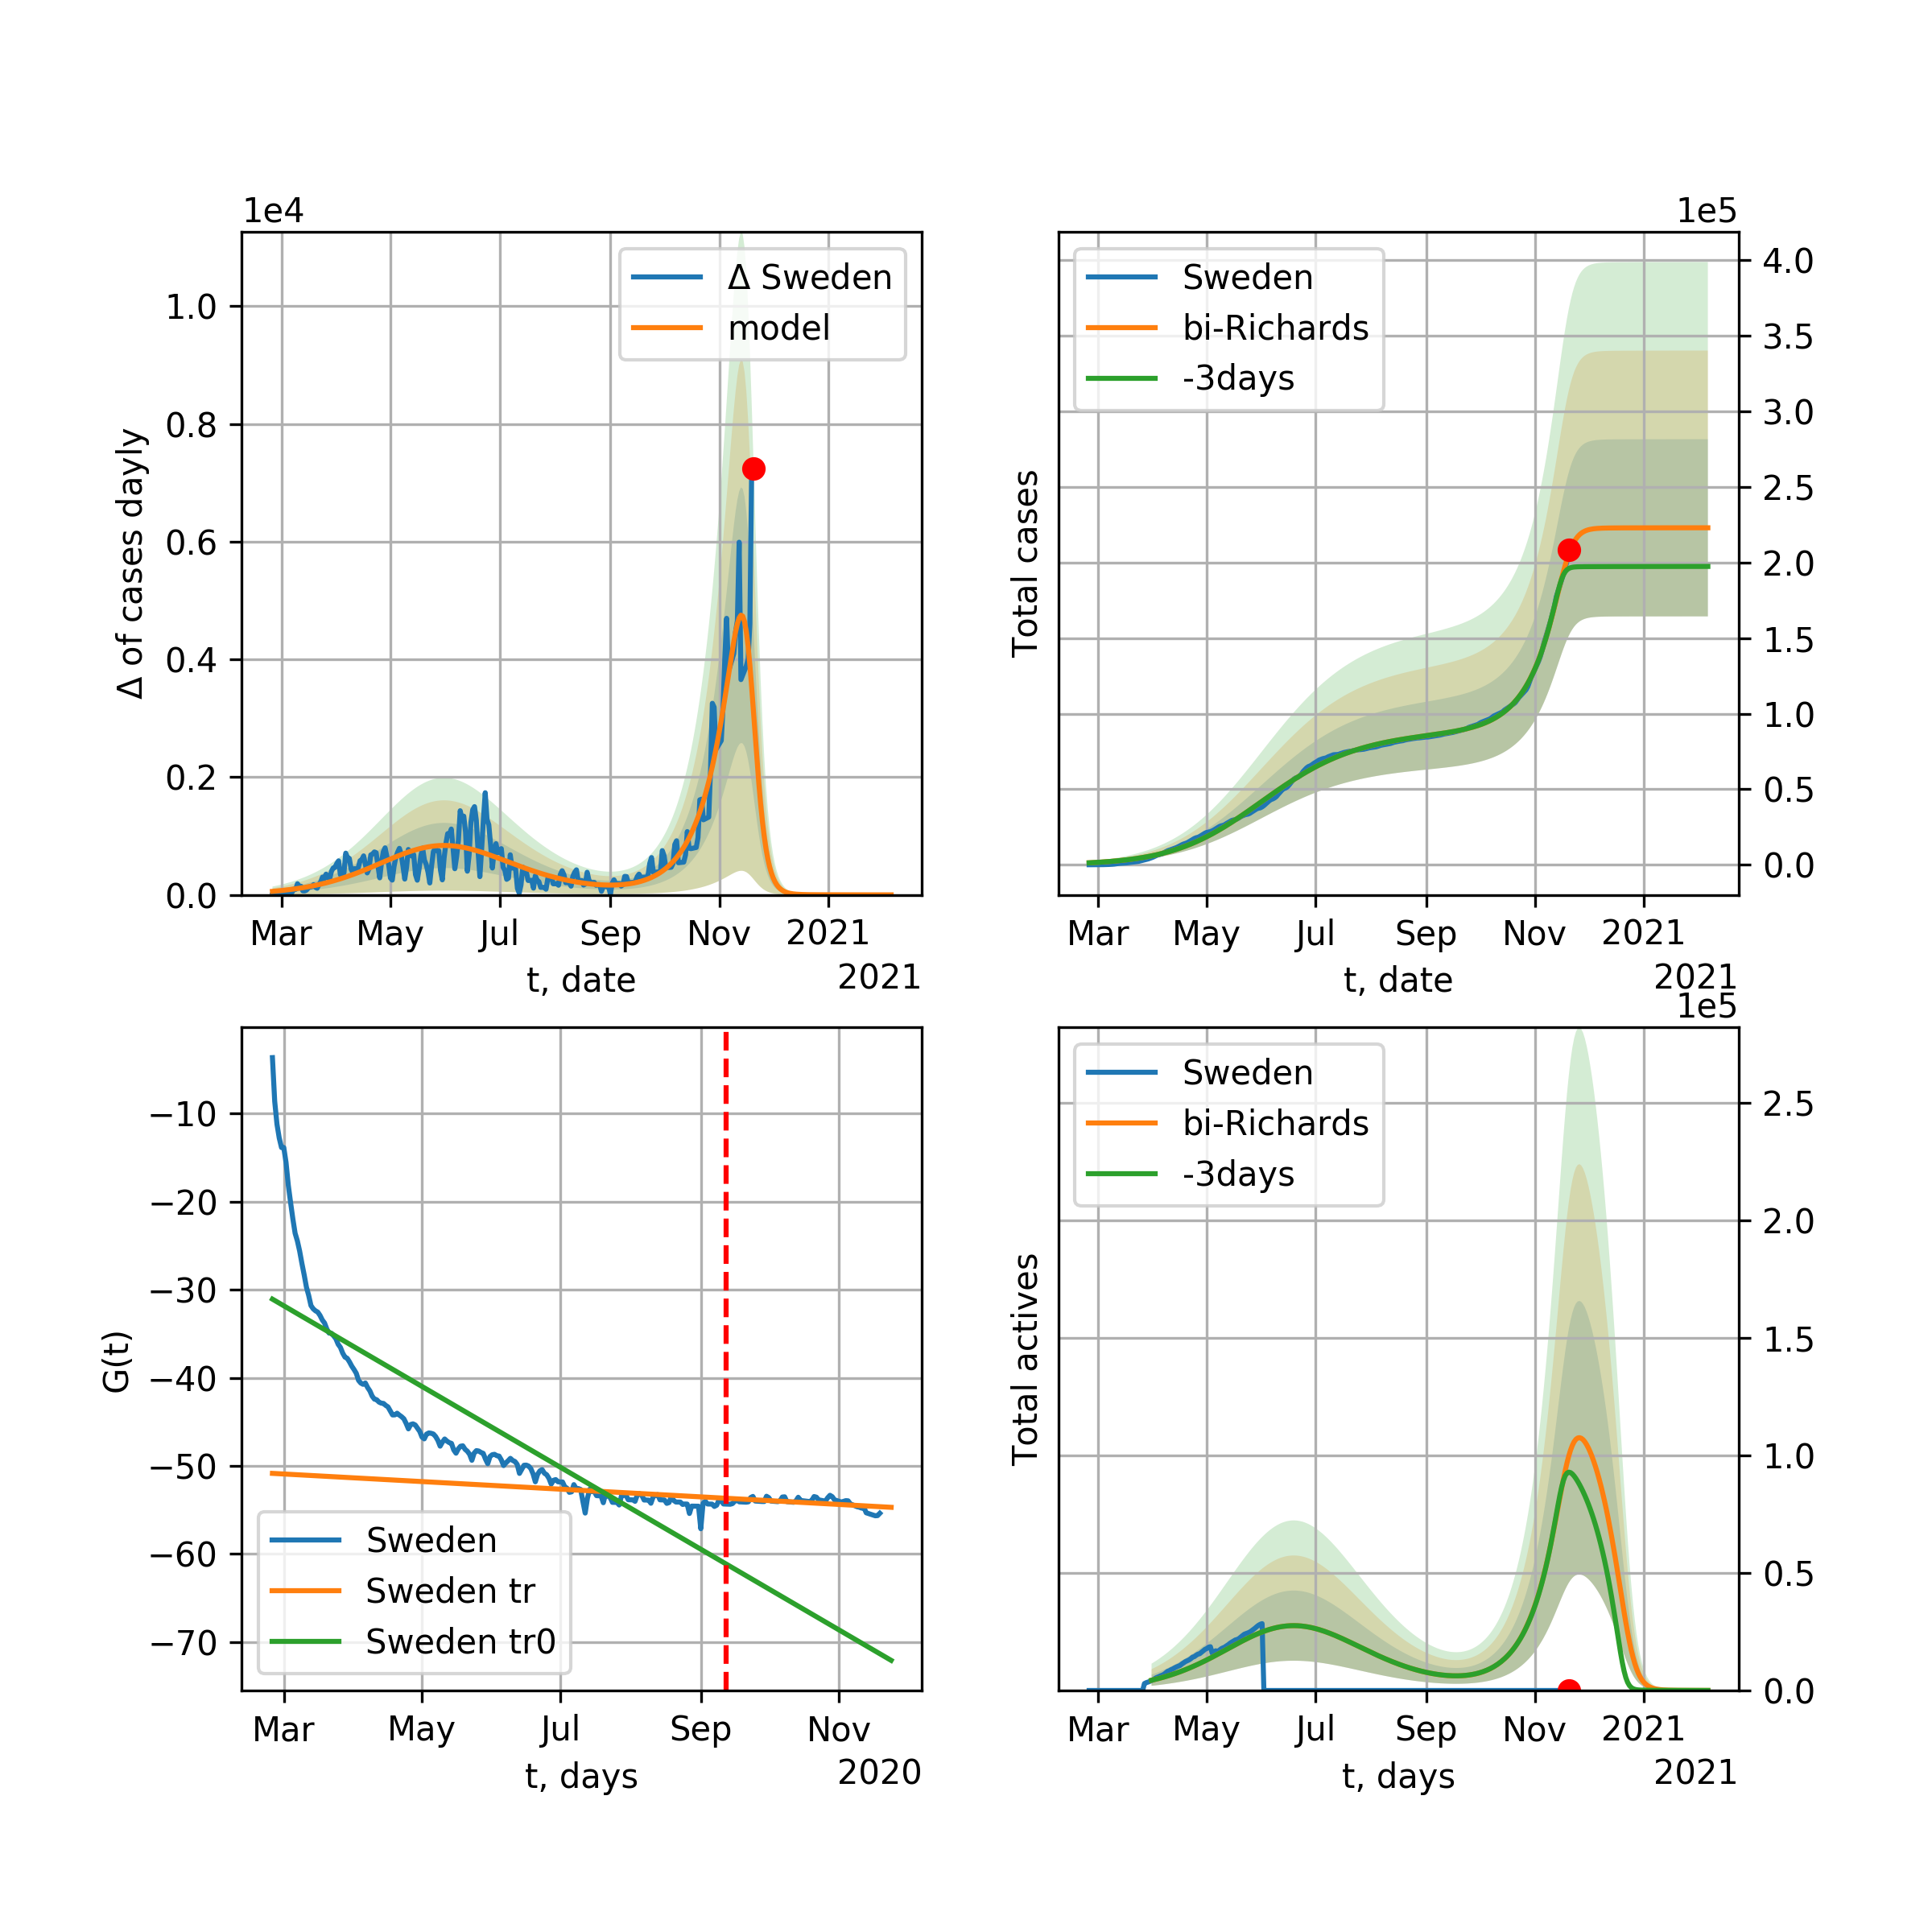 1e4
Δ of cases dayly
1.0
0.8
0.6
0.4
0.2
0.0
Δ Sweden
model
Mar May Jul Sep Nov 2021
t, date
2021
1e5
Total cases
Sweden
bi-Richards
-3days
4.0
3.5
3.0
2.5
2.0
1.5
1.0
0.5
0.0
Mar May Jul Sep Nov 2021
t, date
2021
G(t)
−10
−20
−30
−40
−50
−60
−70
Sweden
Sweden tr
Sweden tr0
Mar May Jul Sep Nov
t, days
2020
1e5
Total actives
Sweden
bi-Richards
-3days
2.5
2.0
1.5
1.0
0.5
0.0
Mar May Jul Sep Nov 2021
t, days
2021